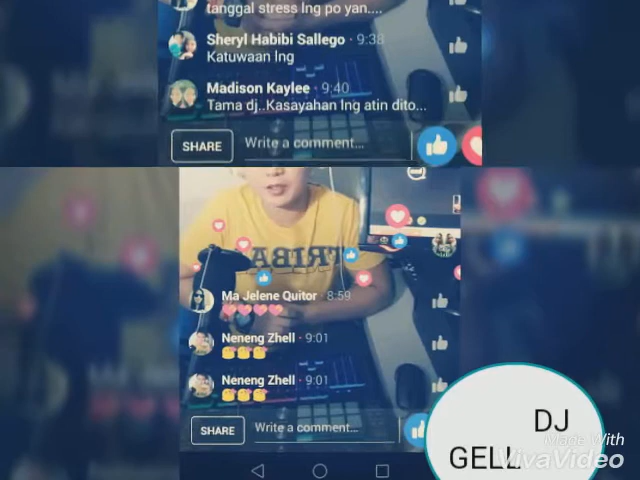 tanggal stress lng po yan....
Sheryl Habibi Sallego · 9:38
Katuwaan lng
Madison Kaylee · 9:40
Tama dj..Kasayahan lng atin dito...
SHARE
Write a comment...
TRIBA
Ma Jelene Quitor · 8:59
Neneng Zhell · 9:01
Neneng Zhell · 9:01
SHARE
Write a comment...
DJ
GELL
Made With
VivaVideo